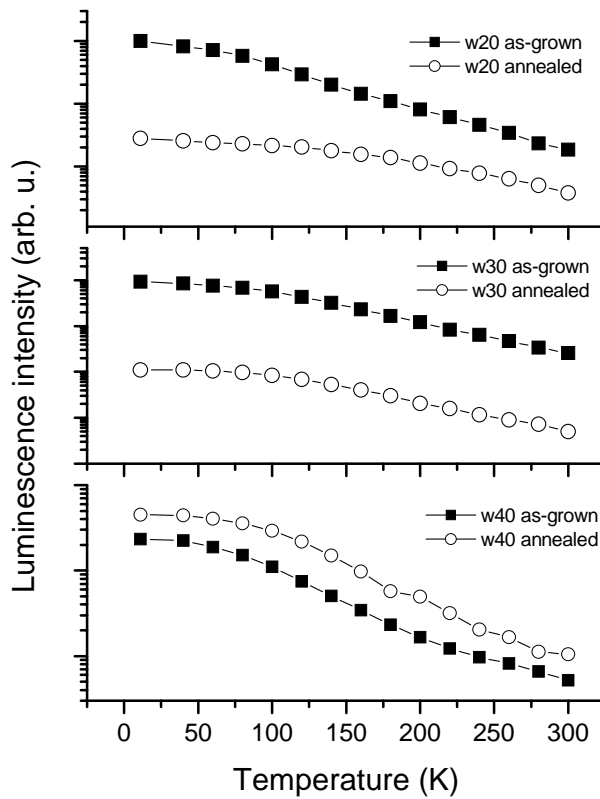 w20 as-grown
w20 annealed
w30 as-grown
w30 annealed
w40 as-grown
w40 annealed
Luminescence intensity (arb. u.)
0 50 100 150 200 250 300
Temperature (K)